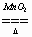 MnO₂
===
Δ